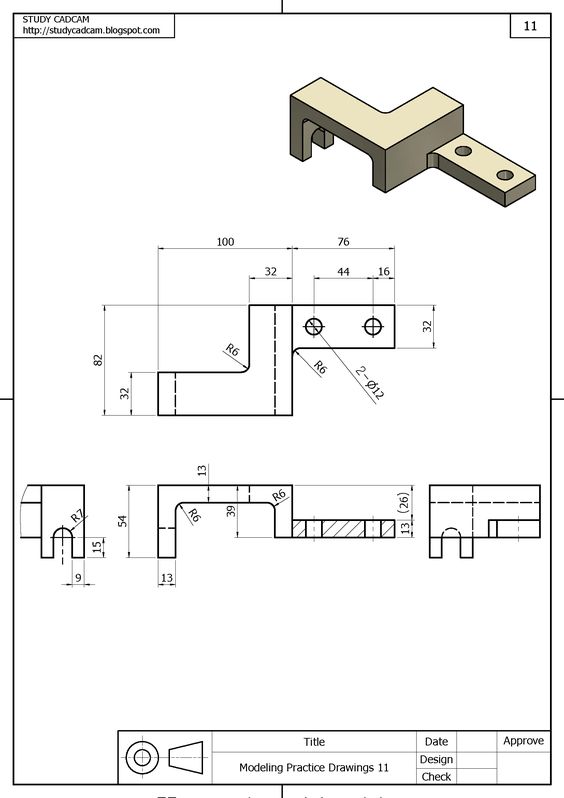 STUDY CADCAM
http://studycadcam.blogspot.com
11
100
76
32
44
16
82
32
R6
R6
2-Ø12
32
13
R6
R6
39
54
13
R7
15
9
(26)
13
Title
Date
Approve
Modeling Practice Drawings 11
Design
Check